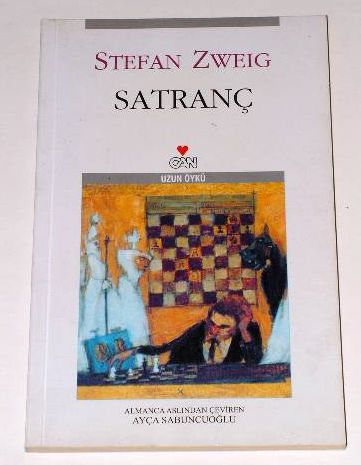 STEFAN ZWEIG
SATRANÇ
CAN
UZUN ÖYKÜ
ALMANCA ASLINDAN ÇEVİREN
AYÇA SABUNCUOĞLU